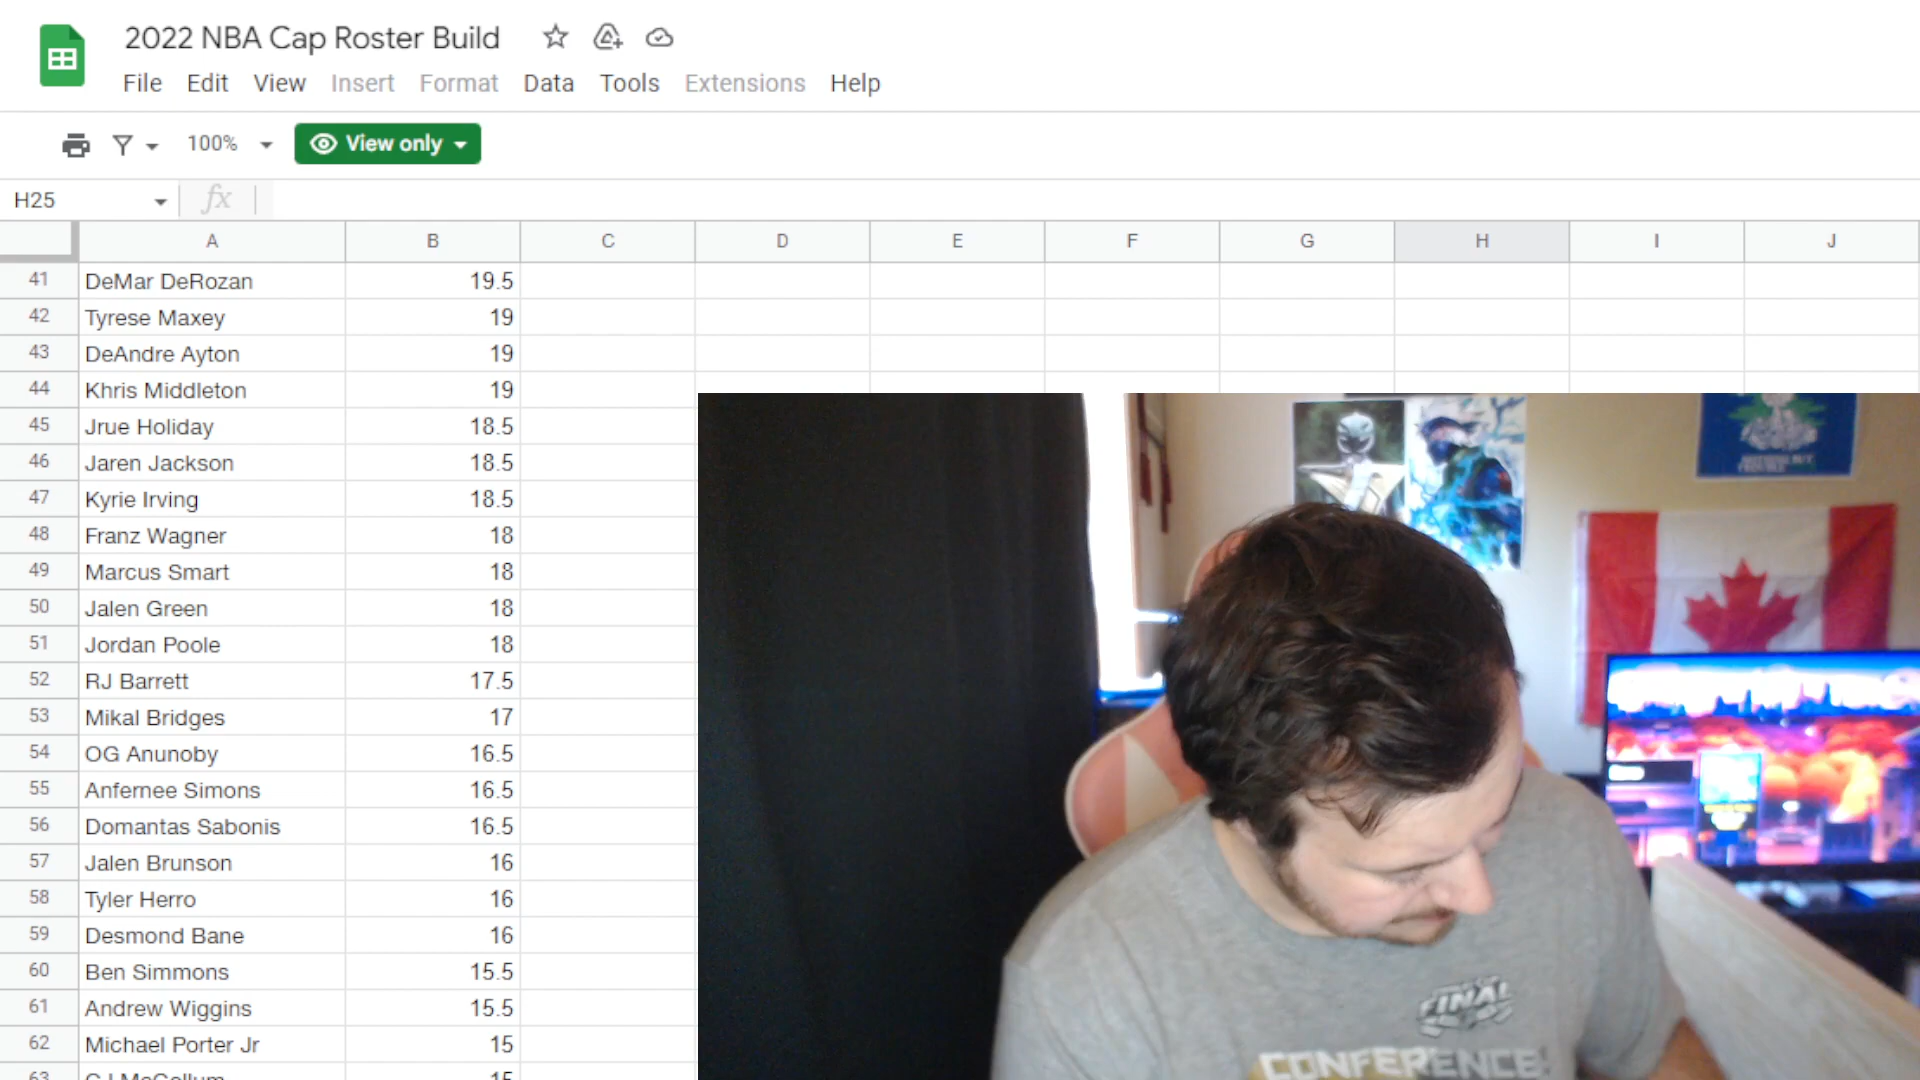 2022 NBA Cap Roster Build
File Edit View Insert Format Data Tools Extensions Help
100% View only
H25 fx
A B C D E F G H I J
41 DeMar DeRozan 19.5
42 Tyrese Maxey 19
43 DeAndre Ayton 19
44 Khris Middleton 19
45 Jrue Holiday 18.5
46 Jaren Jackson 18.5
47 Kyrie Irving 18.5
48 Franz Wagner 18
49 Marcus Smart 18
50 Jalen Green 18
51 Jordan Poole 18
52 RJ Barrett 17.5
53 Mikal Bridges 17
54 OG Anunoby 16.5
55 Anfernee Simons 16.5
56 Domantas Sabonis 16.5
57 Jalen Brunson 16
58 Tyler Herro 16
59 Desmond Bane 16
60 Ben Simmons 15.5
61 Andrew Wiggins 15.5
62 Michael Porter Jr 15
63 CJ McCollum 15
FINAL
CONFERENCE